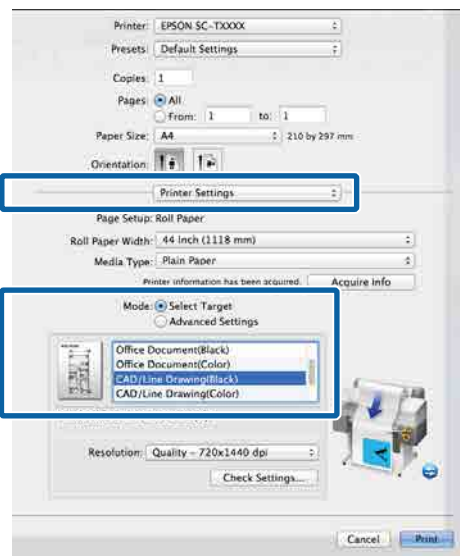 Printer: EPSON SC-TXXXX
Presets: Default Settings
Copies: 1
Pages: All
From: 1 to: 1
Paper Size: A4 210 by 297 mm
Orientation:
Printer Settings
Page Setup: Roll Paper
Roll Paper Width: 44 Inch (1118 mm)
Media Type: Plain Paper
Printer information has been acquired. Acquire Info
Mode: Select Target
Advanced Settings
Office Document(Black)
Office Document(Color)
CAD/Line Drawing(Black)
CAD/Line Drawing(Color)
Resolution: Quality - 720x1440 dpi
Check Settings...
Cancel Print